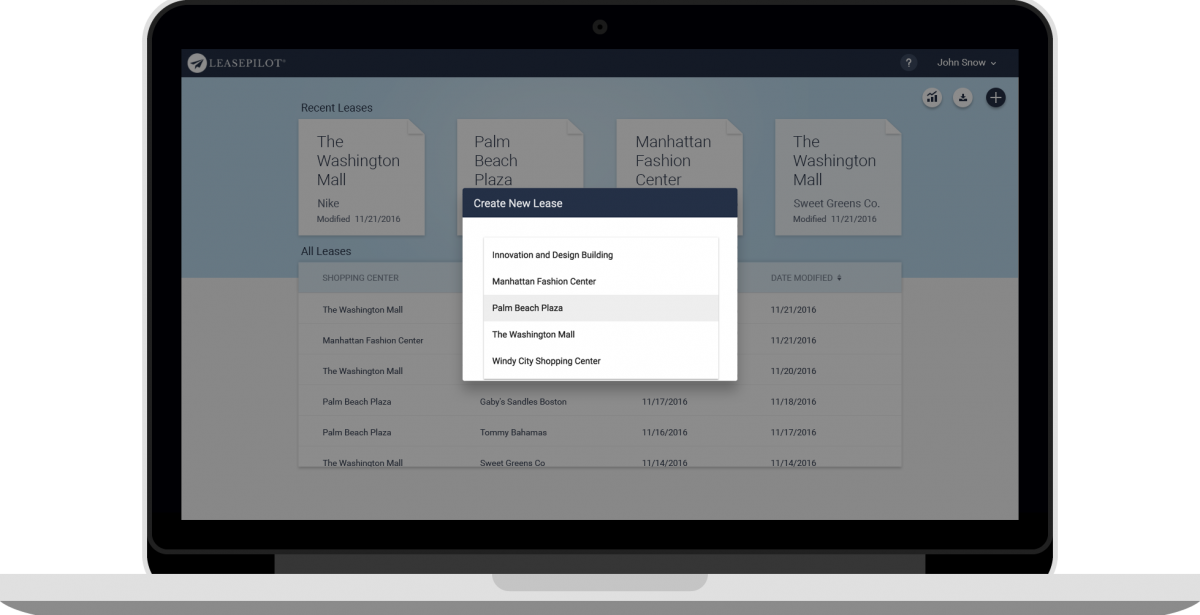 LEASEPILOT®
?
John Snow
Recent Leases
The
Washington
Mall
Nike
Modified 11/21/2016
Palm
Beach
Plaza
Manhattan
Fashion
Center
The
Washington
Mall
Sweet Greens Co.
Modified 11/21/2016
Create New Lease
Innovation and Design Building
Manhattan Fashion Center
Palm Beach Plaza
The Washington Mall
Windy City Shopping Center
All Leases
SHOPPING CENTER DATE MODIFIED
The Washington Mall 11/21/2016
Manhattan Fashion Center 11/21/2016
The Washington Mall 11/20/2016
Palm Beach Plaza Gaby's Sandles Boston 11/17/2016 11/18/2016
Palm Beach Plaza Tommy Bahamas 11/16/2016 11/17/2016
The Washington Mall Sweet Greens Co 11/14/2016 11/14/2016